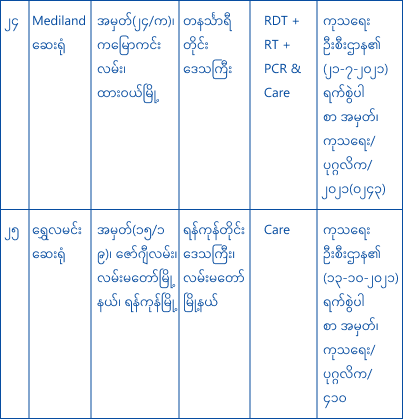 ၂၄
Mediland
ဆေးရုံ
အမှတ်(၂၄/က)၊
ကမြောကင်း
လမ်း၊
ထားဝယ်မြို့
တနင်္သာရီ
တိုင်း
ဒေသကြီး
RDT +
RT +
PCR &
Care
ကုသရေး
ဦးစီးဌာန၏
(၂၁-၇-၂၀၂၁)
ရက်စွဲပါ
စာ အမှတ်၊
ကုသရေး/
ပုဂ္ဂလိက/
၂၀၂၁(၀၂၄၃)
၂၅
ရွှေလမင်း
ဆေးရုံ
အမှတ်(၁၅/၁
၉)၊ ဇော်ဂျီလမ်း၊
လမ်းမတော်မြို့
နယ်၊ ရန်ကုန်မြို့
ရန်ကုန်တိုင်း
ဒေသကြီး၊
လမ်းမတော်
မြို့နယ်
Care
ကုသရေး
ဦးစီးဌာန၏
(၁၃-၁၀-၂၀၂၁)
ရက်စွဲပါ
စာ အမှတ်၊
ကုသရေး/
ပုဂ္ဂလိက/
၄၁၀